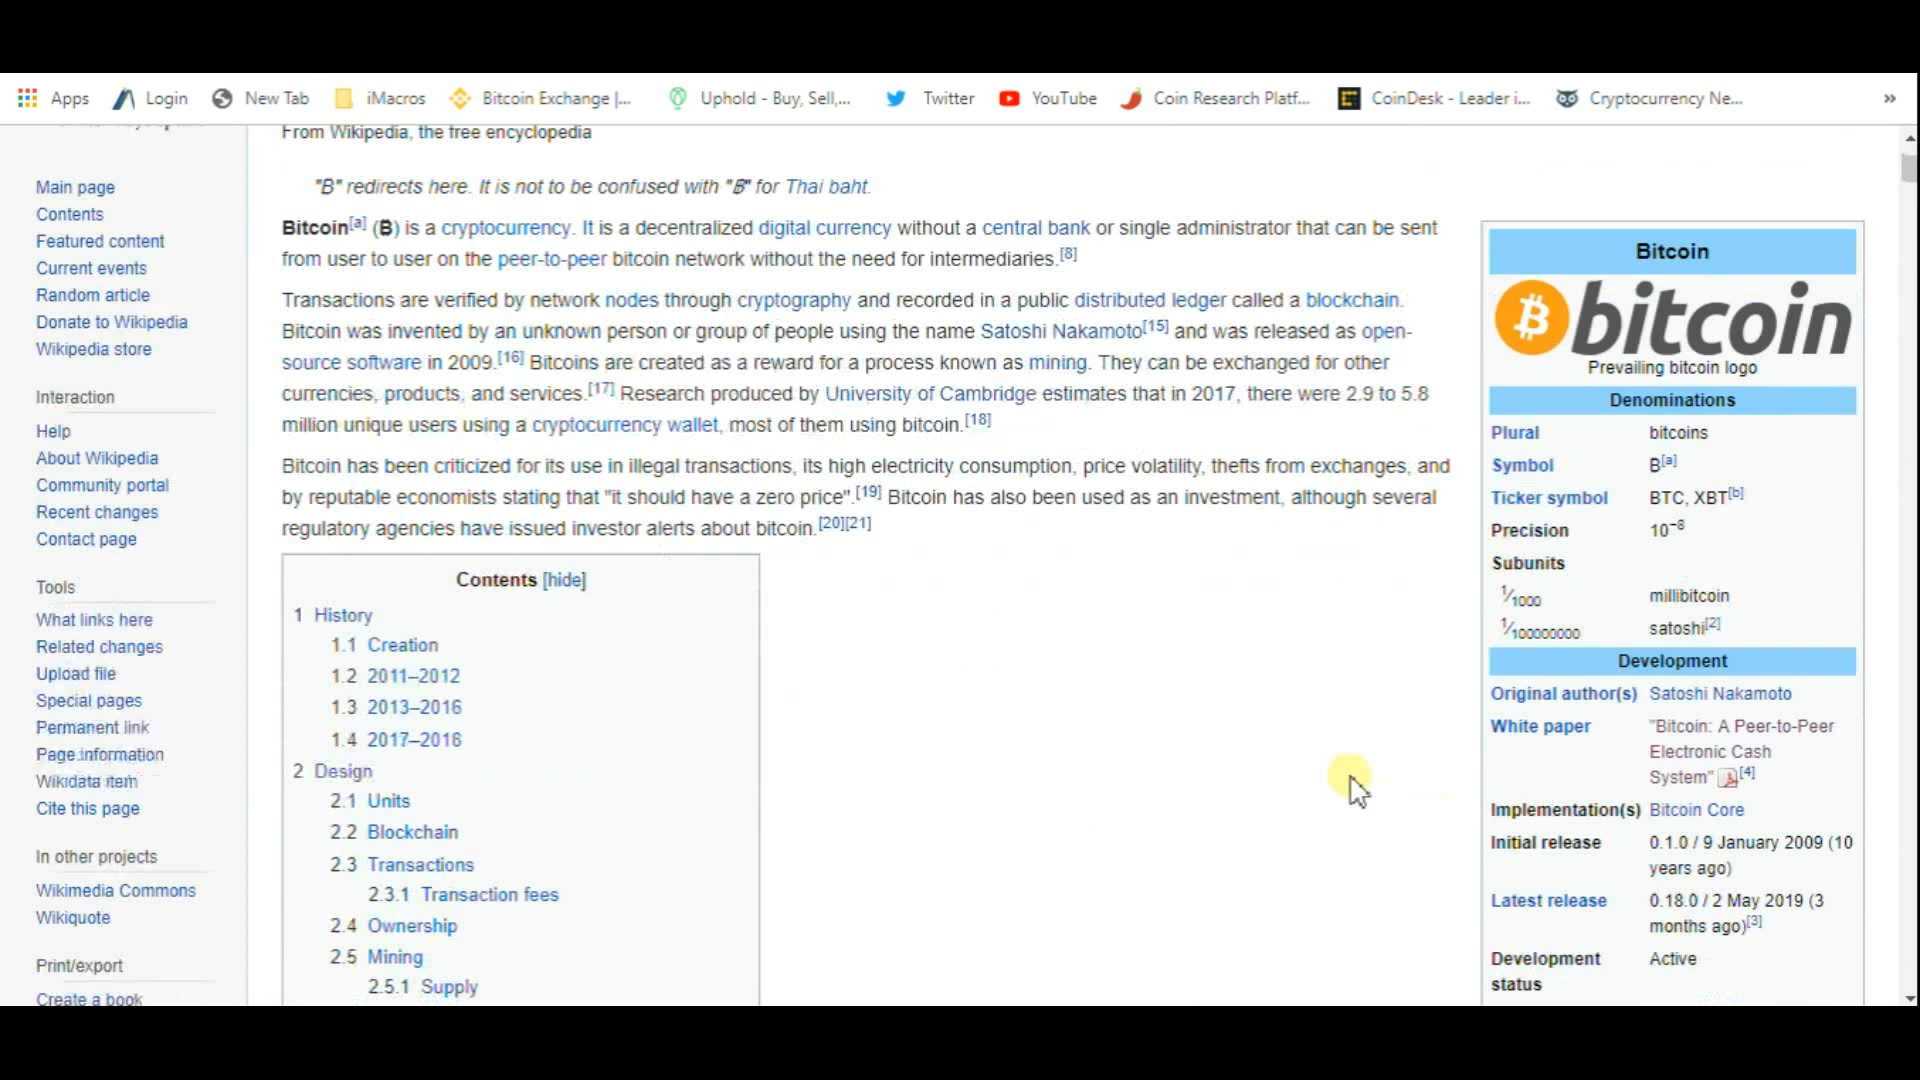 Apps Login New Tab iMacros Bitcoin Exchange |... Uphold - Buy, Sell,... Twitter YouTube Coin Research Platf... CoinDesk - Leader i... Cryptocurrency Ne... »
From Wikipedia, the free encyclopedia
Main page
Contents
Featured content
Current events
Random article
Donate to Wikipedia
Wikipedia store
Interaction
Help
About Wikipedia
Community portal
Recent changes
Contact page
Tools
What links here
Related changes
Upload file
Special pages
Permanent link
Page information
Wikidata item
Cite this page
In other projects
Wikimedia Commons
Wikiquote
Print/export
Create a book
"₿" redirects here. It is not to be confused with "฿" for Thai baht.
Bitcoin[a] (₿) is a cryptocurrency. It is a decentralized digital currency without a central bank or single administrator that can be sent
from user to user on the peer-to-peer bitcoin network without the need for intermediaries.[8]
Transactions are verified by network nodes through cryptography and recorded in a public distributed ledger called a blockchain.
Bitcoin was invented by an unknown person or group of people using the name Satoshi Nakamoto[15] and was released as open-
source software in 2009.[16] Bitcoins are created as a reward for a process known as mining. They can be exchanged for other
currencies, products, and services.[17] Research produced by University of Cambridge estimates that in 2017, there were 2.9 to 5.8
million unique users using a cryptocurrency wallet, most of them using bitcoin.[18]
Bitcoin has been criticized for its use in illegal transactions, its high electricity consumption, price volatility, thefts from exchanges, and
by reputable economists stating that "it should have a zero price".[19] Bitcoin has also been used as an investment, although several
regulatory agencies have issued investor alerts about bitcoin.[20][21]
Contents [hide]
1 History
1.1 Creation
1.2 2011–2012
1.3 2013–2016
1.4 2017–2018
2 Design
2.1 Units
2.2 Blockchain
2.3 Transactions
2.3.1 Transaction fees
2.4 Ownership
2.5 Mining
2.5.1 Supply
Bitcoin
bitcoin
Prevailing bitcoin logo
Denominations
Plural bitcoins
Symbol ₿[a]
Ticker symbol BTC, XBT[b]
Precision 10−8
Subunits
1⁄1000 millibitcoin
1⁄100000000 satoshi[2]
Development
Original author(s) Satoshi Nakamoto
White paper "Bitcoin: A Peer-to-Peer
Electronic Cash
System" [4]
Implementation(s) Bitcoin Core
Initial release 0.1.0 / 9 January 2009 (10
years ago)
Latest release 0.18.0 / 2 May 2019 (3
months ago)[3]
Development Active
status